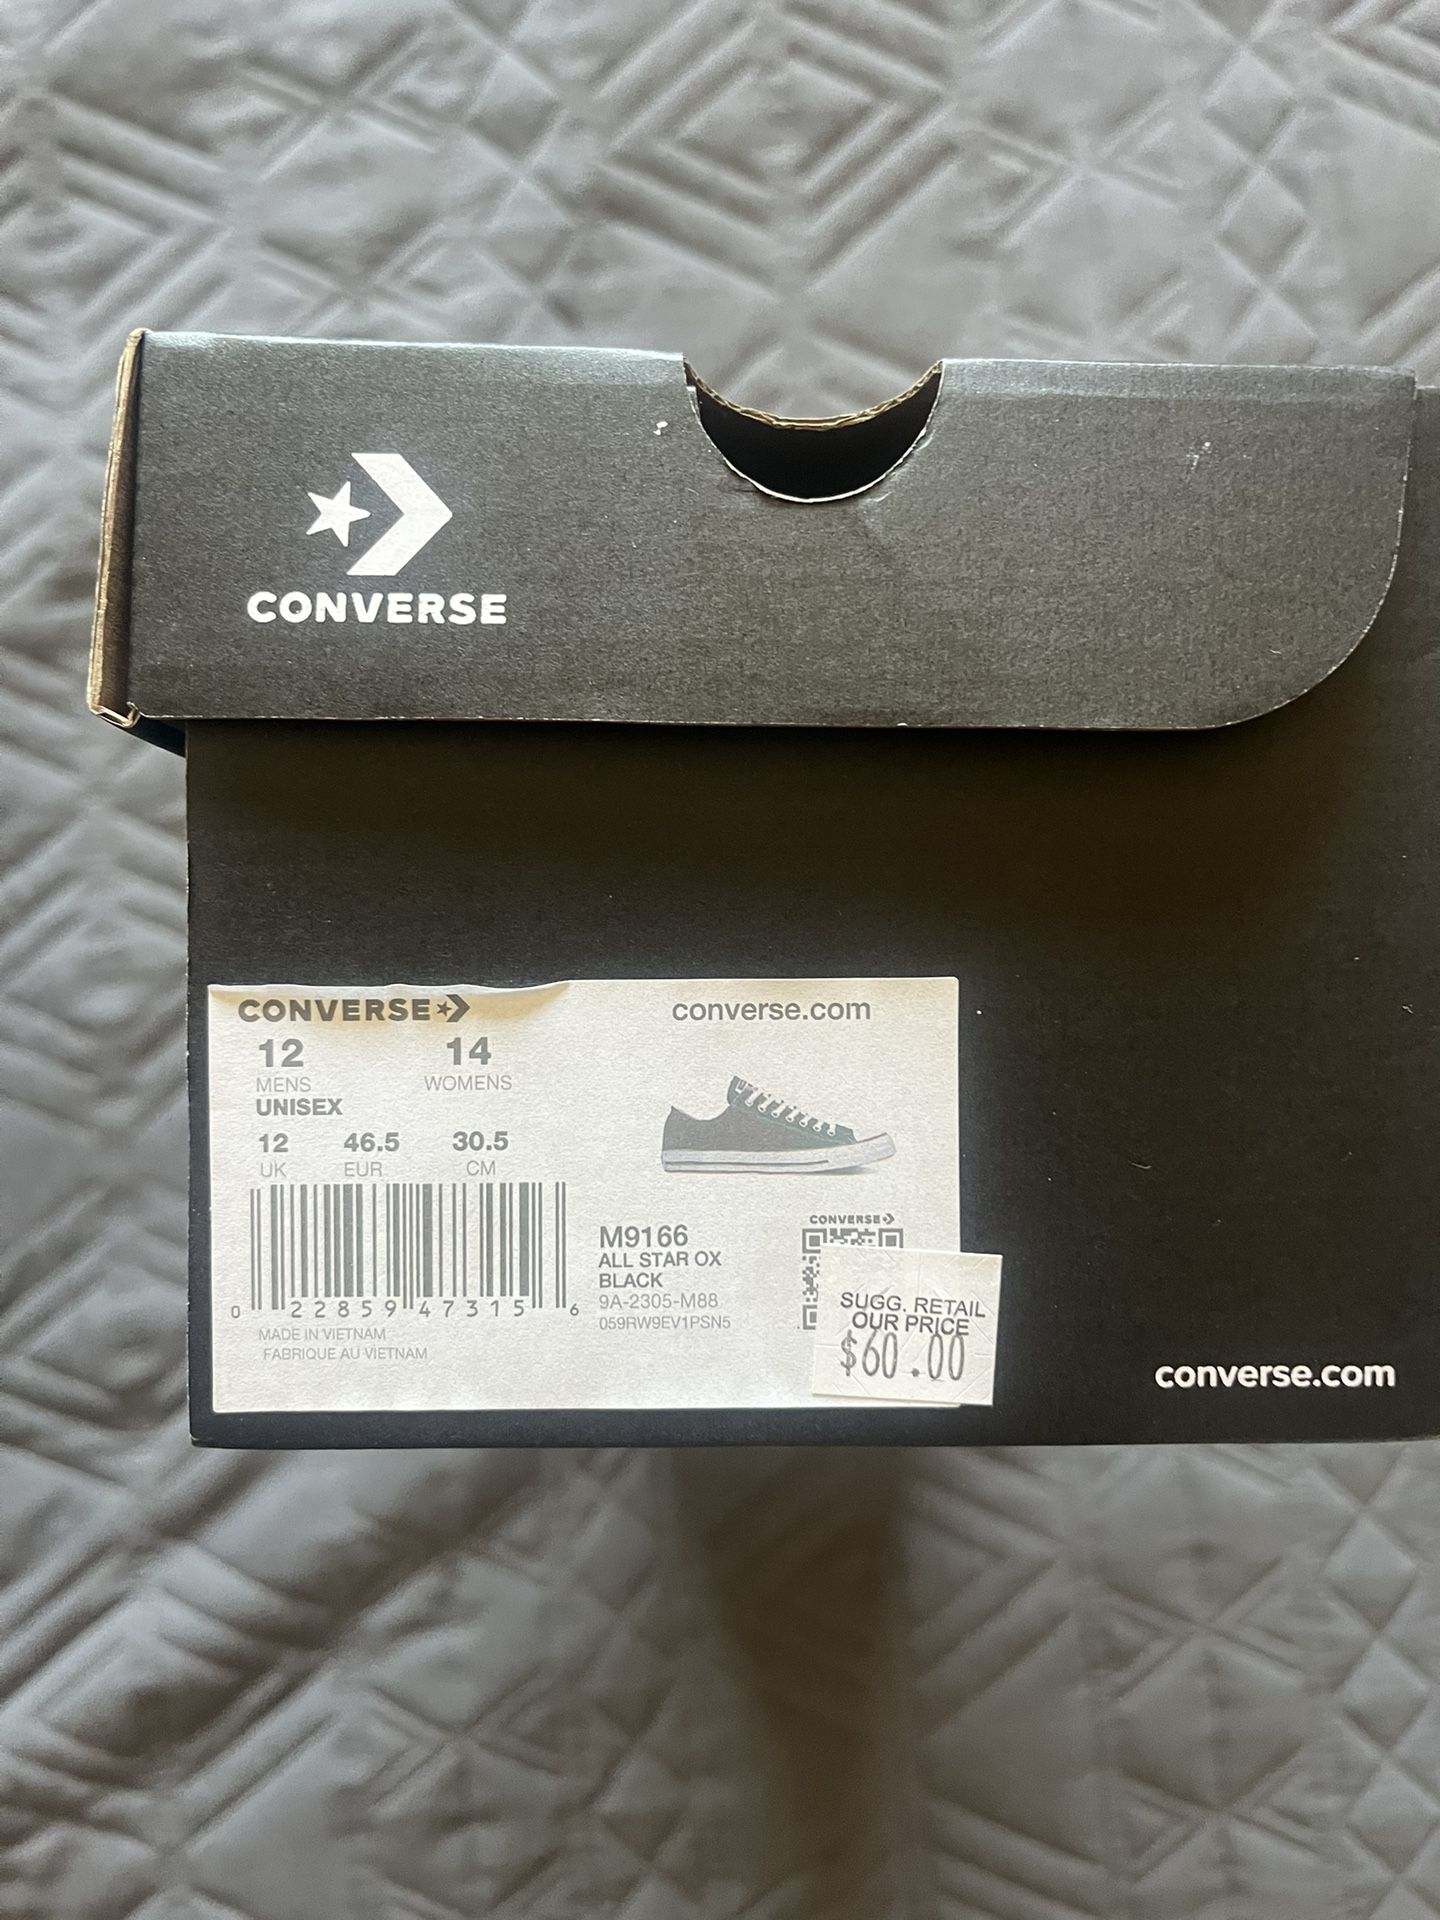 CONVERSE
CONVERSE
converse.com
12
14
MENS
WOMENS
UNISEX
12
46.5
30.5
UK
EUR
CM
0 22859 47315 6
MADE IN VIETNAM
FABRIQUE AU VIETNAM
CONVERSE
M9166
ALL STAR OX
BLACK
9A-2305-M88
059RW9EV1PSN5
SUGG. RETAIL
OUR PRICE
$60.00
converse.com